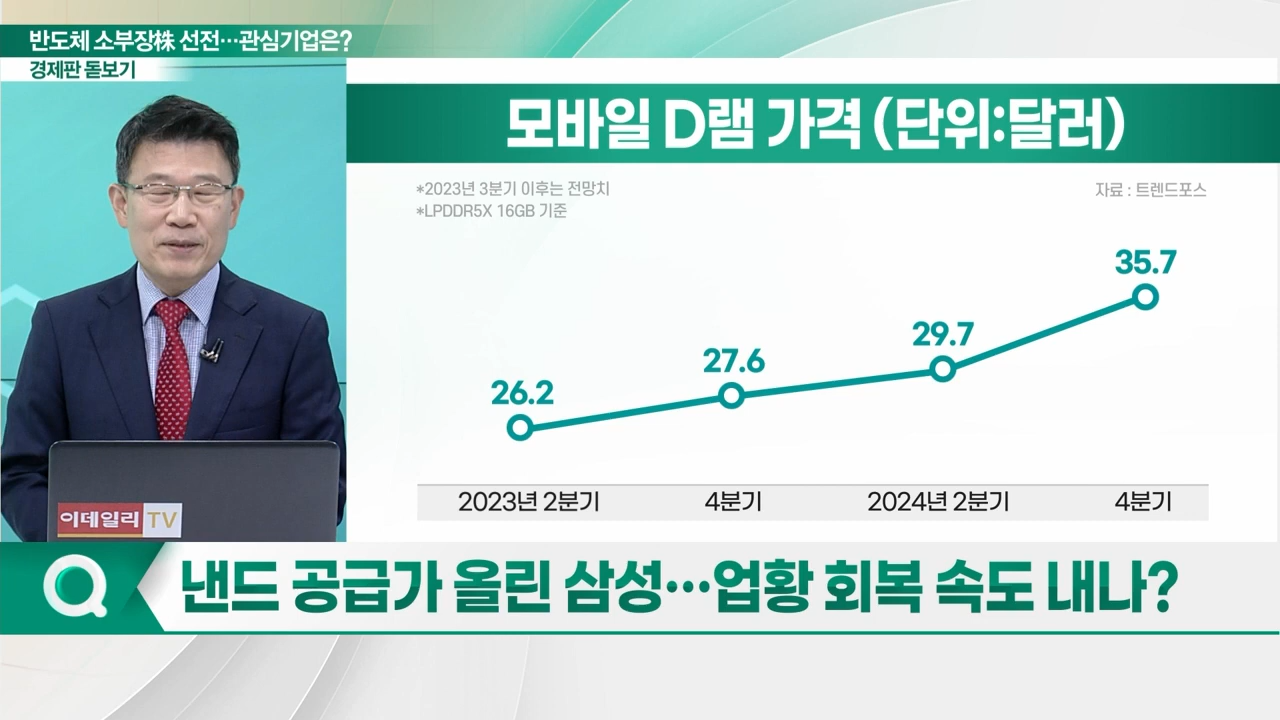 반도체 소부장株 선전…관심기업은?
경제판 돋보기
모바일 D램 가격 (단위:달러)
*2023년 3분기 이후는 전망치
자료 : 트렌드포스
*LPDDR5X 16GB 기준
35.7
29.7
27.6
26.2
2023년 2분기 4분기 2024년 2분기 4분기
이데일리 TV
낸드 공급가 올린 삼성…업황 회복 속도 내나?